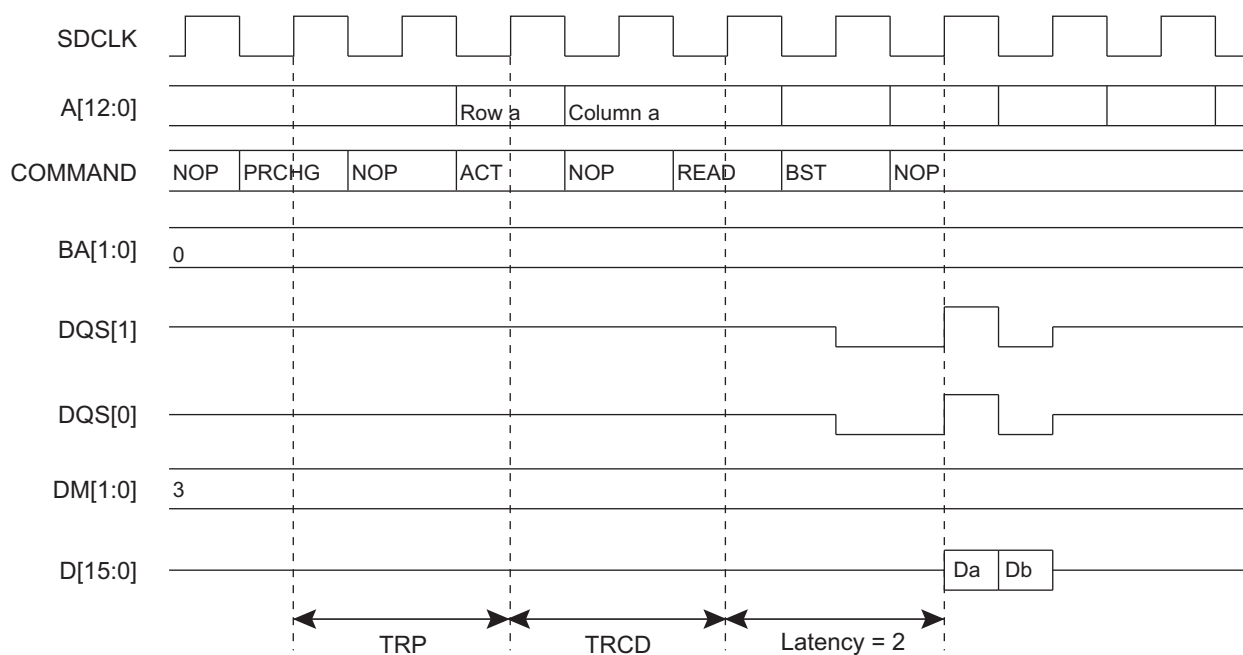 SDCLK
A[12:0] Row a Column a
COMMAND NOP PRCHG NOP ACT NOP READ BST NOP
BA[1:0] 0
DQS[1]
DQS[0]
DM[1:0] 3
D[15:0] Da Db
TRP TRCD Latency = 2